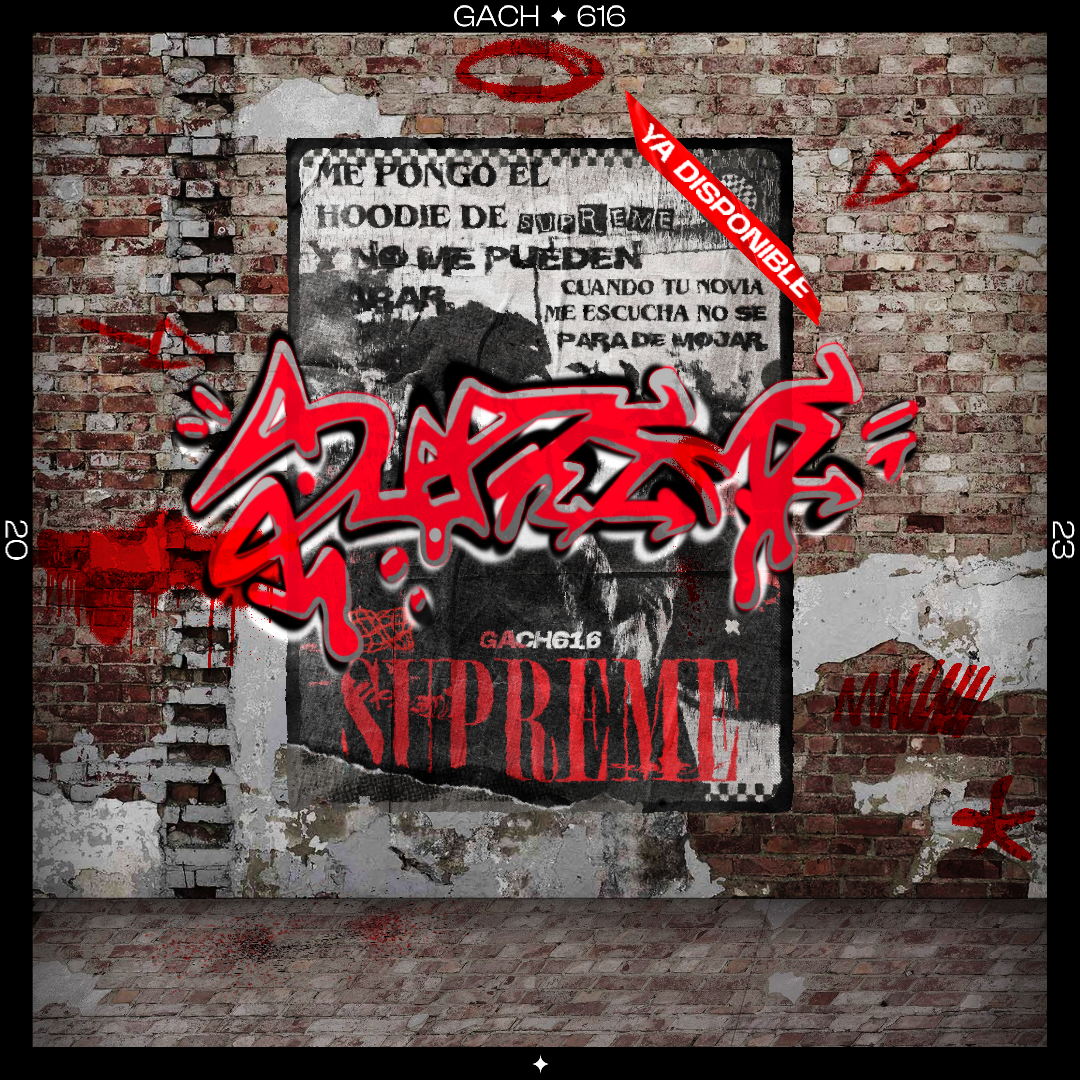 GACH ✦ 616
YA DISPONIBLE
ME PONGO EL
HOODIE DE SUPREME
Y NO ME PUEDEN
CUANDO TU NOVIA
ME ESCUCHA NO SE
PARA DE MOJAR.
20
23
GACH616
SUPREME